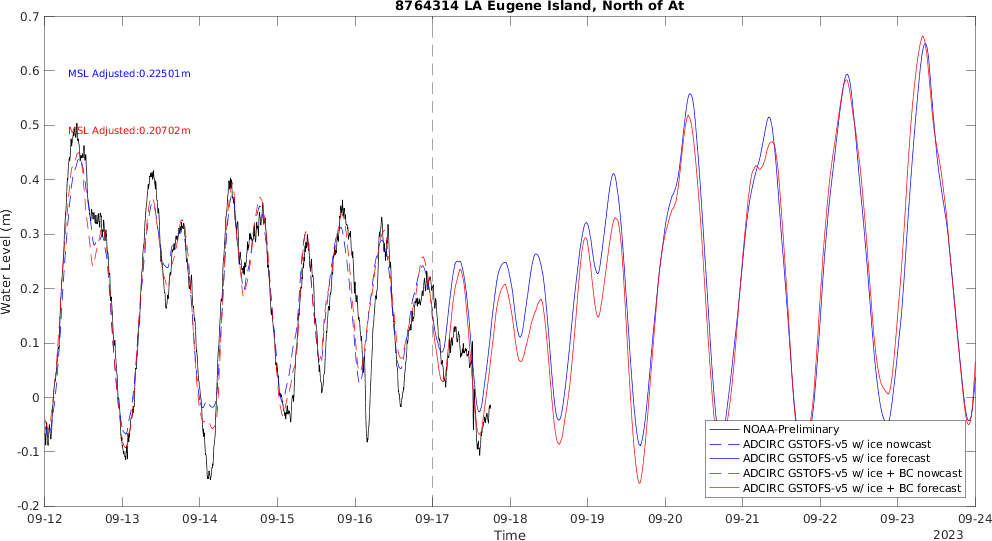 8764314 LA Eugene Island, North of At
0.7
0.6
0.5
0.4
0.3
0.2
0.1
0
-0.1
-0.2
Water Level (m)
MSL Adjusted:0.22501m
MSL Adjusted:0.20702m
NOAA-Preliminary
ADCIRC GSTOFS-v5 w/ ice nowcast
ADCIRC GSTOFS-v5 w/ ice forecast
ADCIRC GSTOFS-v5 w/ ice + BC nowcast
ADCIRC GSTOFS-v5 w/ ice + BC forecast
09-12 09-13 09-14 09-15 09-16 09-17 09-18 09-19 09-20 09-21 09-22 09-23 09-24
Time
2023